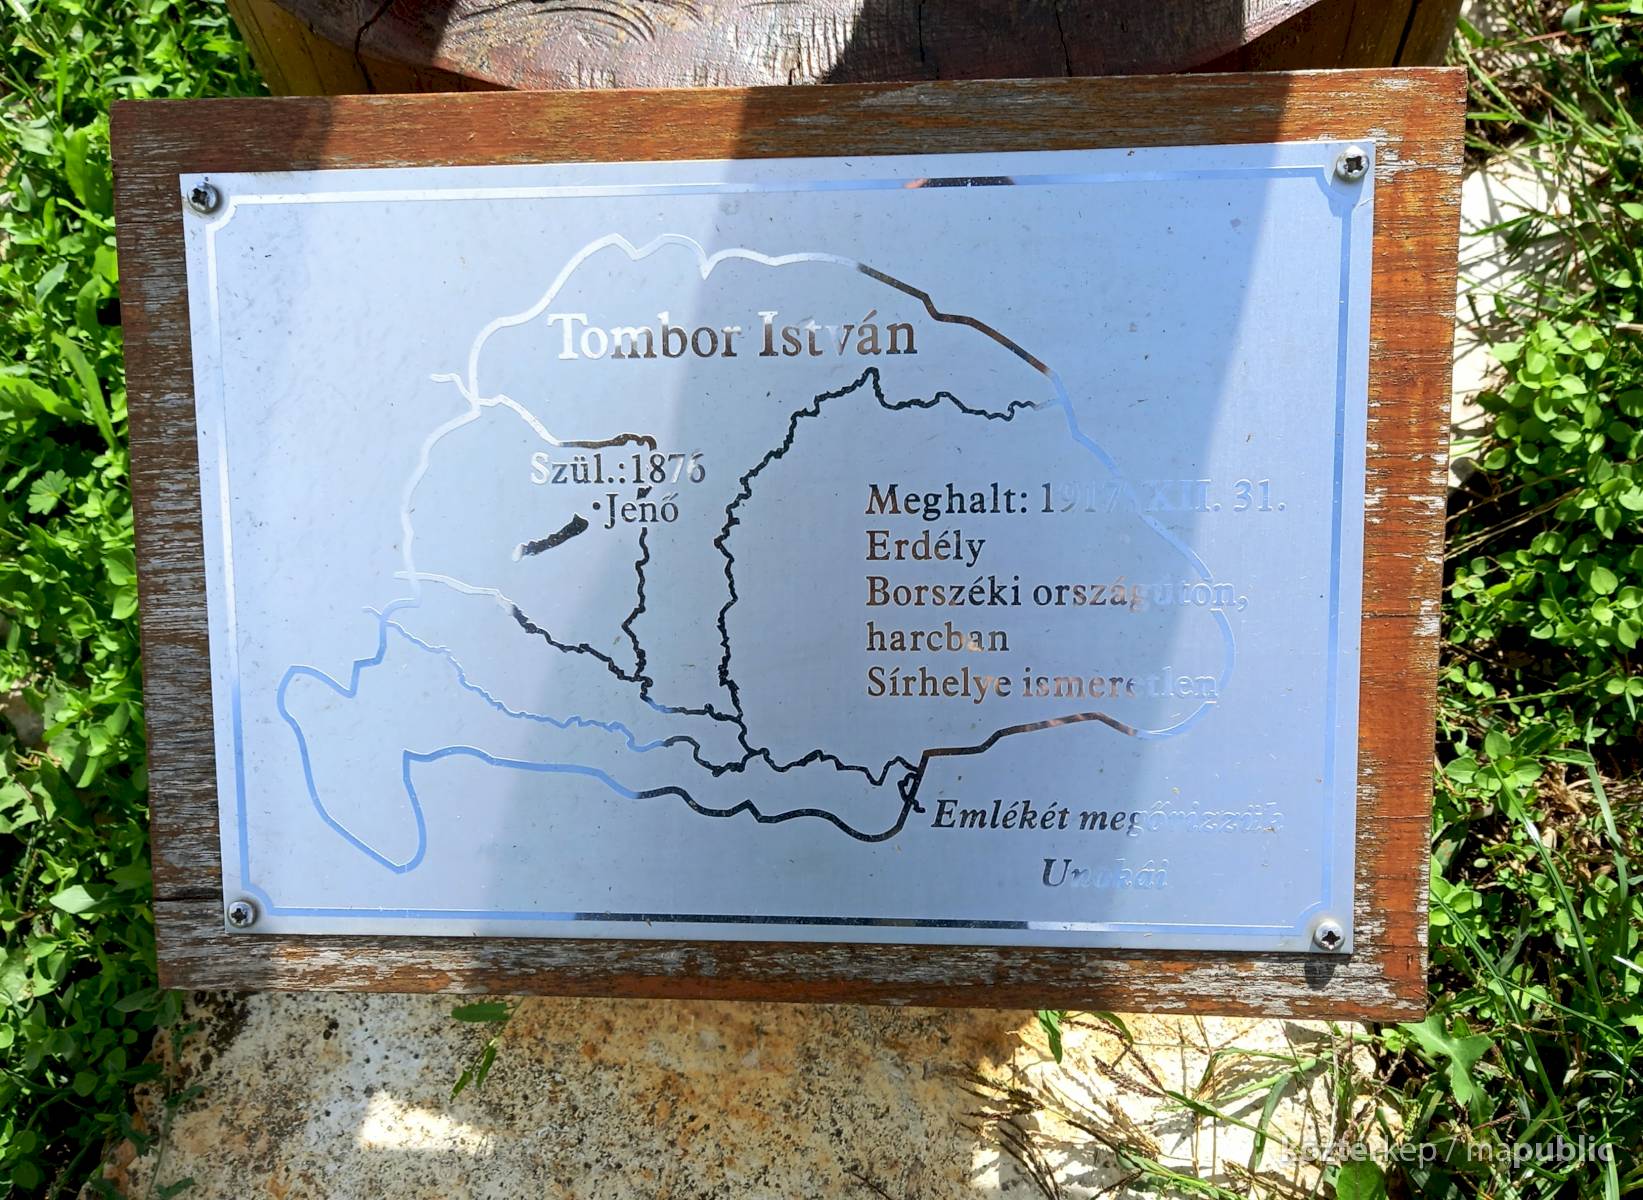 Tombor István
Szül.:1876
Jenő
Meghalt: 1917. XII. 31.
Erdély
Borszéki országúton,
harcban
Sírhelye ismeretlen
Emlékét megőrizzük
Unokái
köztérkép / mapublic